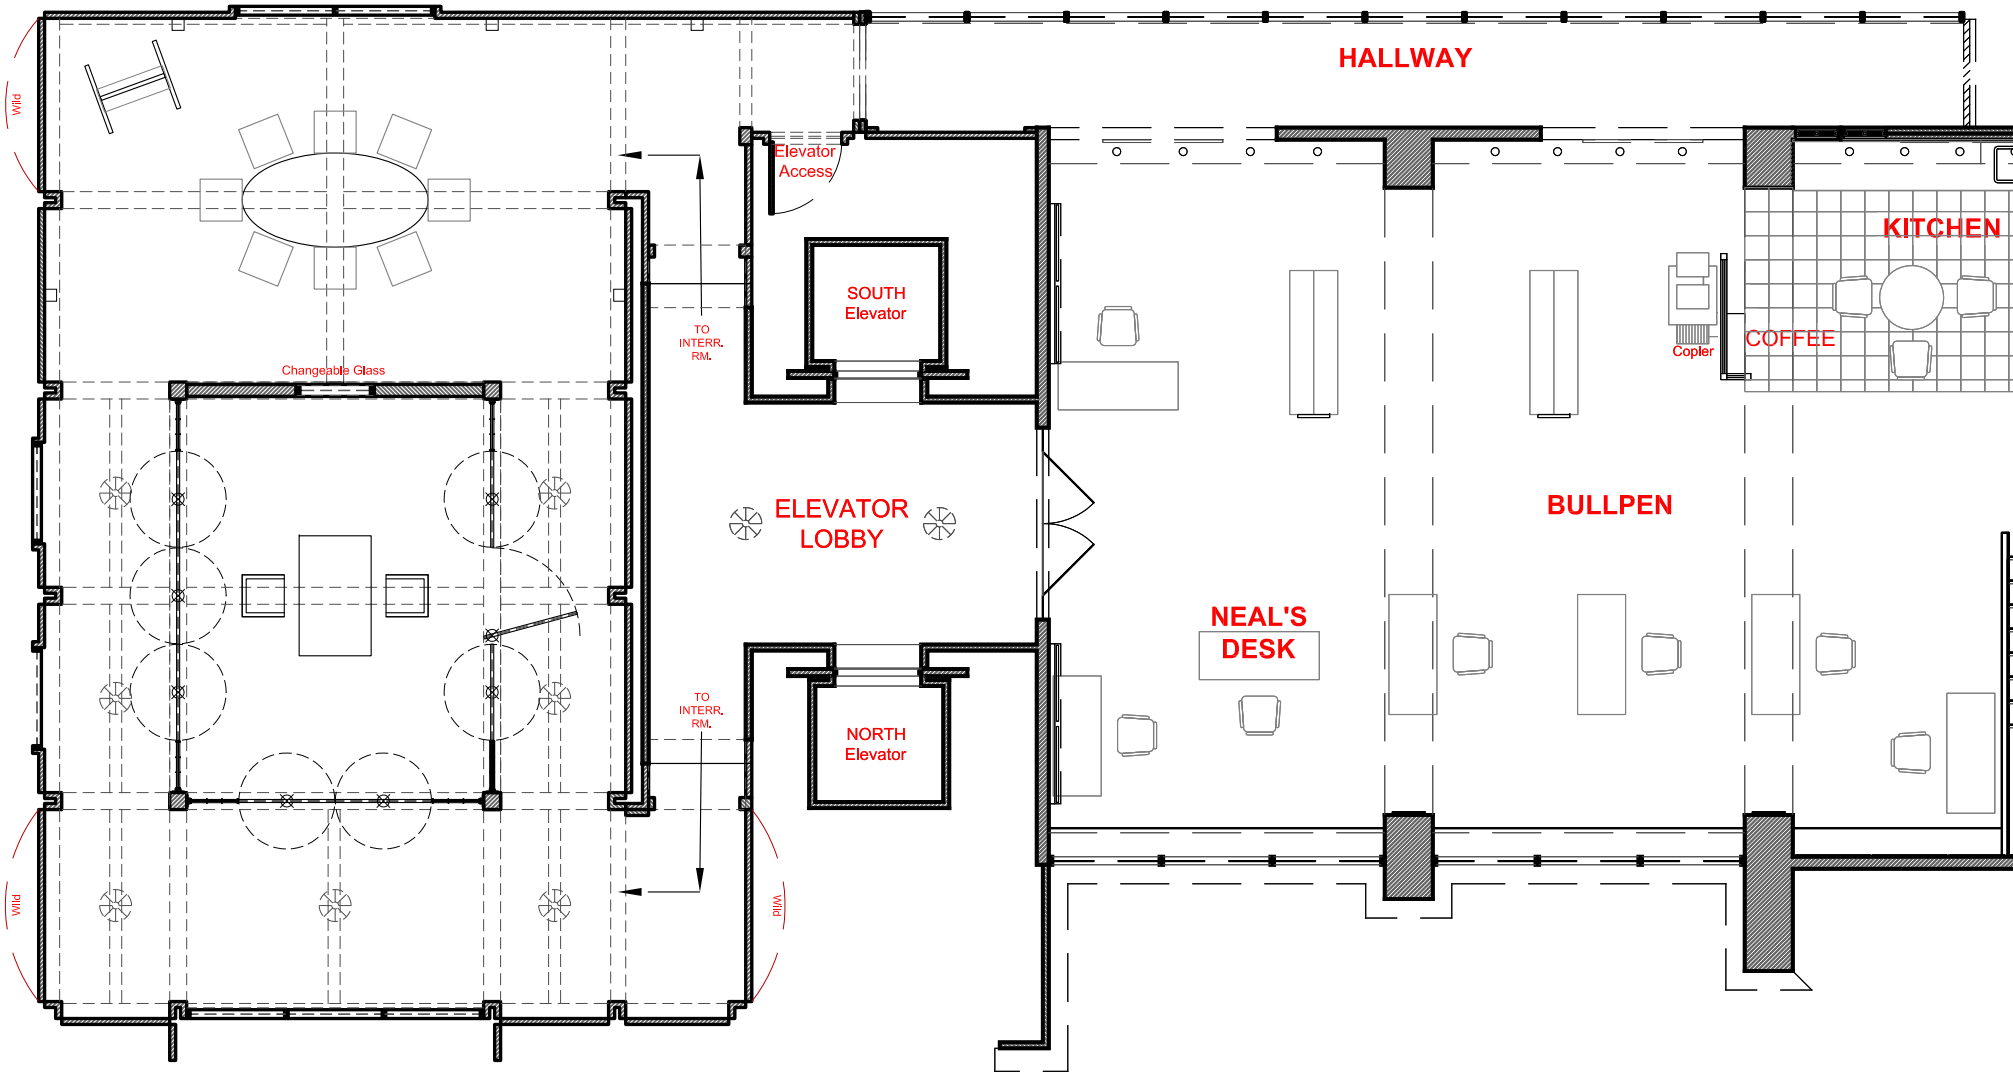 HALLWAY
Wild
Elevator
Access
KITCHEN
SOUTH
Elevator
TO
INTERR.
RM.
COFFEE
Copier
Changeable Glass
BULLPEN
ELEVATOR
LOBBY
NEAL'S
DESK
TO
INTERR.
RM.
NORTH
Elevator
Wild
Wild